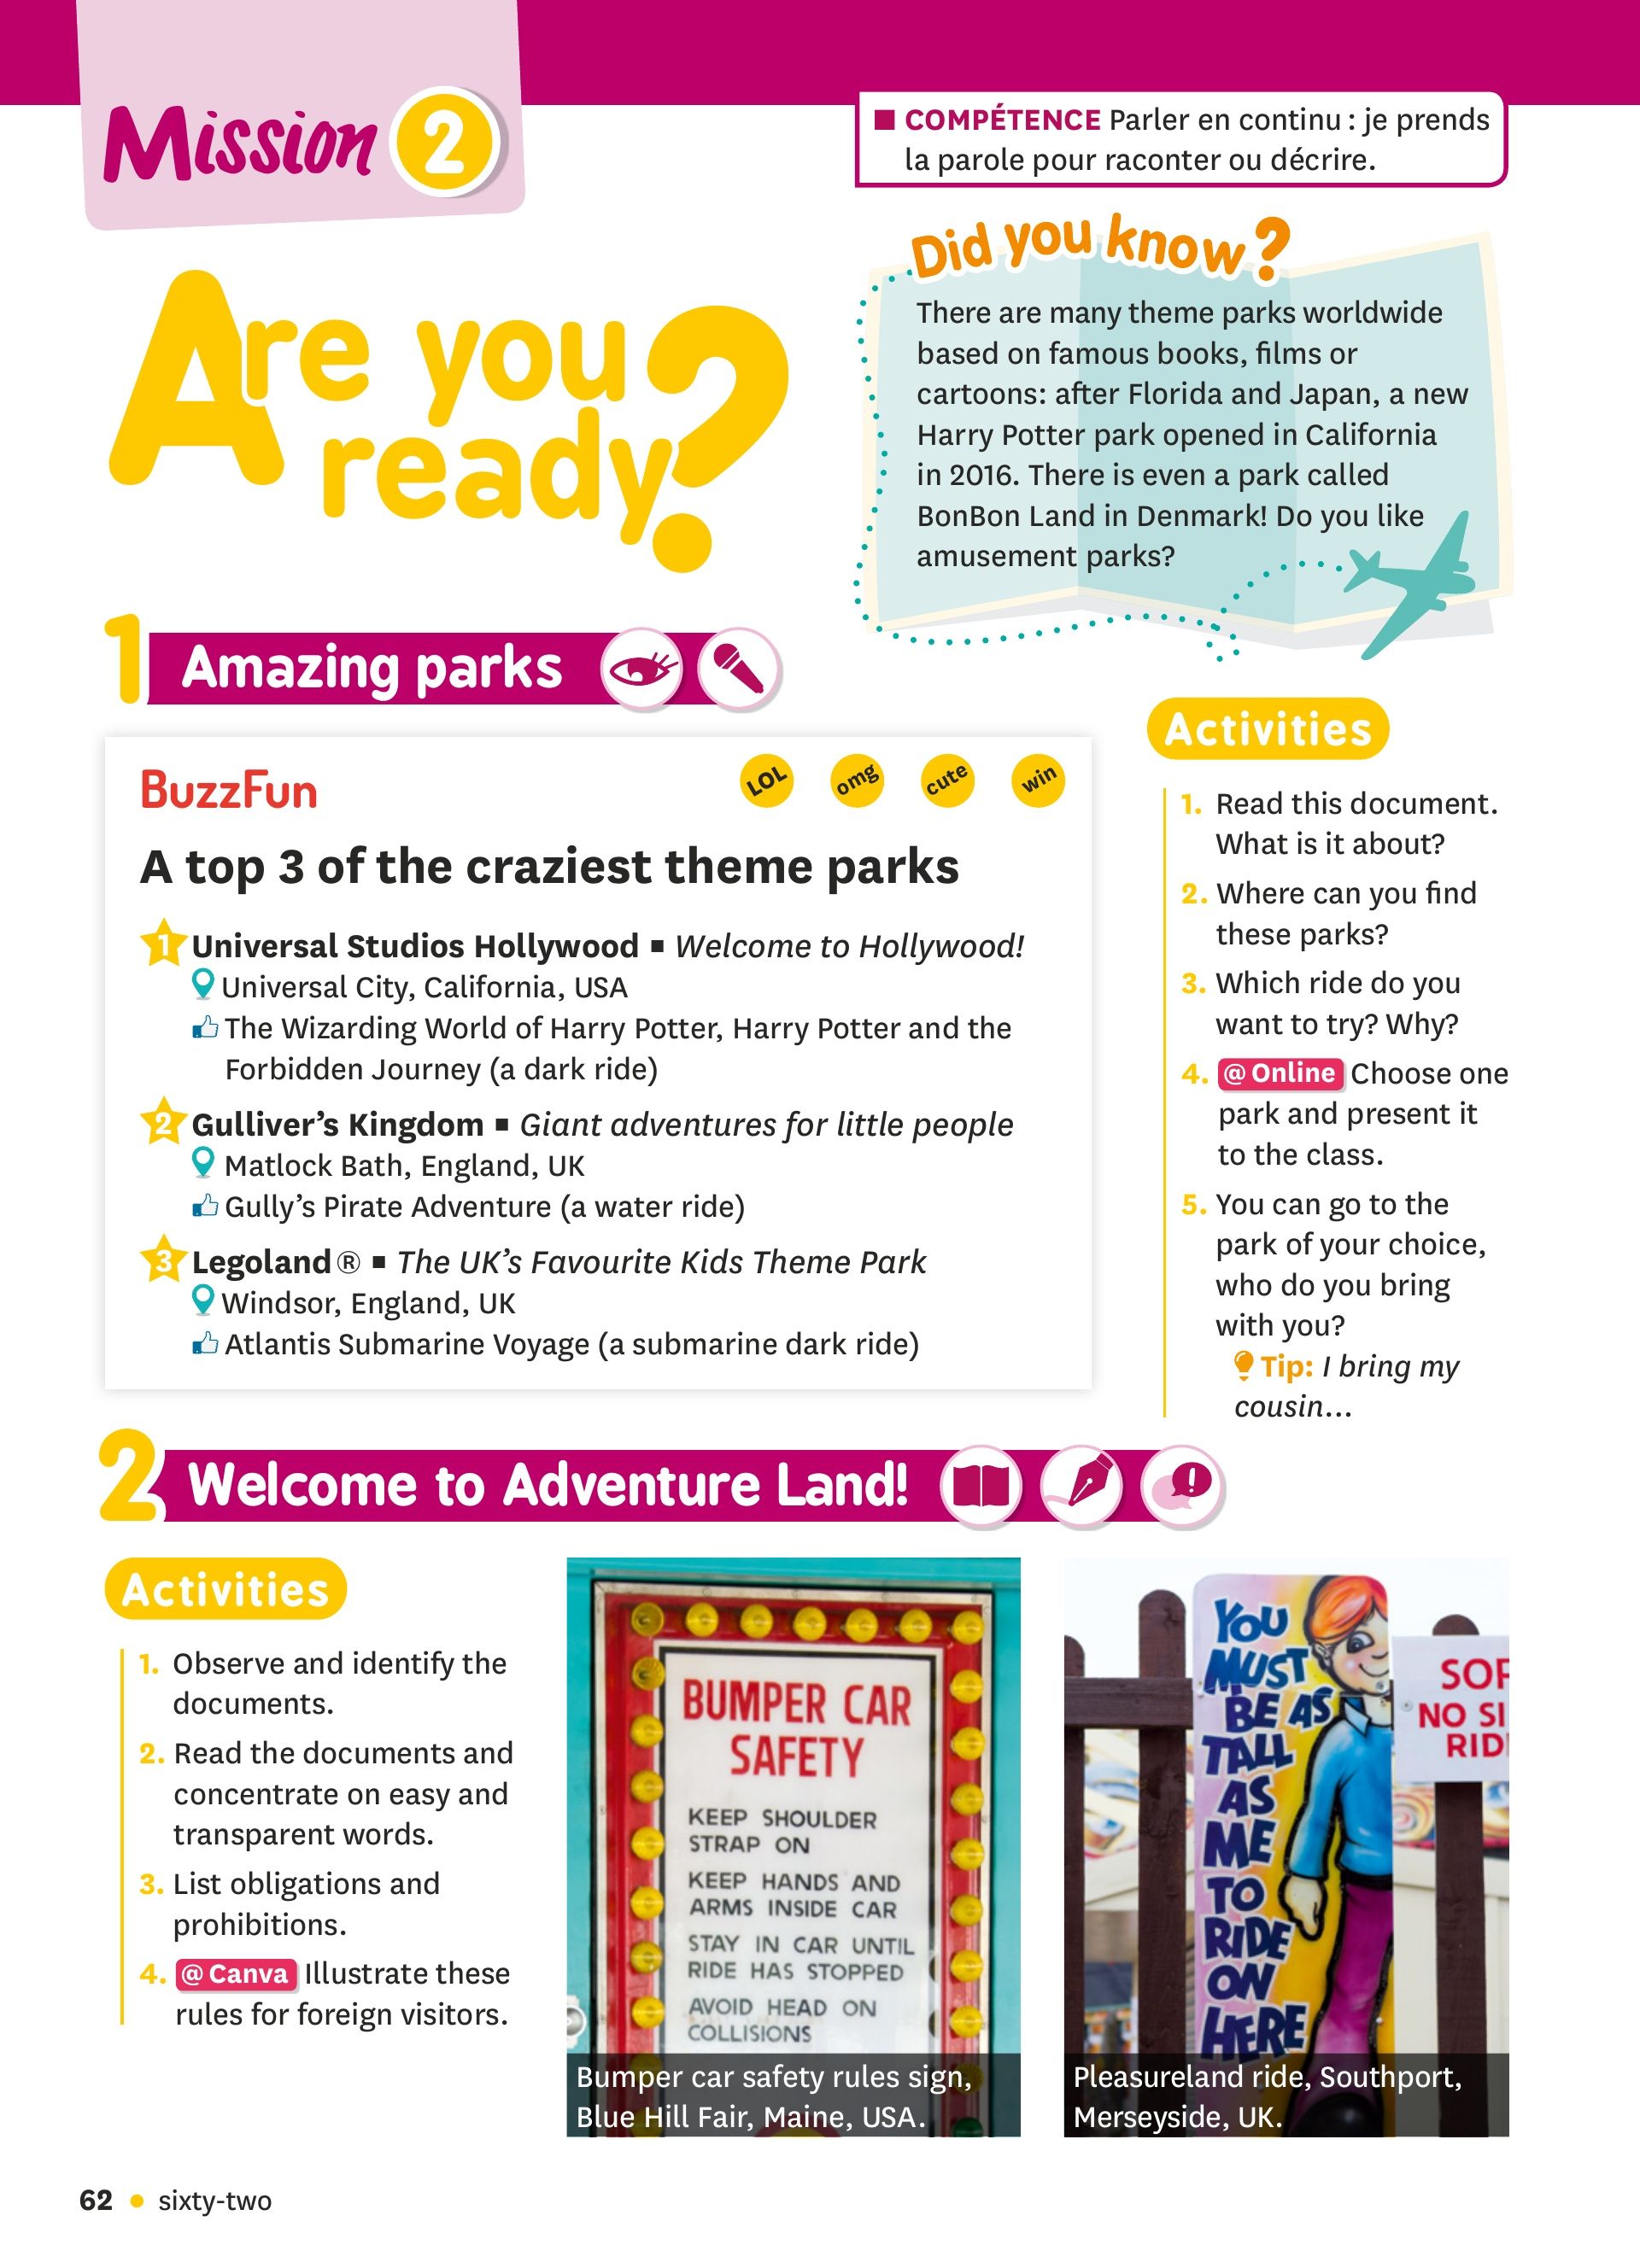 Mission 2
■ COMPÉTENCE Parler en continu : je prends
la parole pour raconter ou décrire.
Are you
ready?
Did you know?
There are many theme parks worldwide
based on famous books, films or
cartoons: after Florida and Japan, a new
Harry Potter park opened in California
in 2016. There is even a park called
BonBon Land in Denmark! Do you like
amusement parks?
1 Amazing parks
BuzzFun
LOL omg cute win
A top 3 of the craziest theme parks
1 Universal Studios Hollywood ▪ Welcome to Hollywood!
Universal City, California, USA
The Wizarding World of Harry Potter, Harry Potter and the
Forbidden Journey (a dark ride)
2 Gulliver's Kingdom ▪ Giant adventures for little people
Matlock Bath, England, UK
Gully's Pirate Adventure (a water ride)
3 Legoland® ▪ The UK's Favourite Kids Theme Park
Windsor, England, UK
Atlantis Submarine Voyage (a submarine dark ride)
Activities
1. Read this document.
What is it about?
2. Where can you find
these parks?
3. Which ride do you
want to try? Why?
4. @ Online Choose one
park and present it
to the class.
5. You can go to the
park of your choice,
who do you bring
with you?
Tip: I bring my
cousin...
2 Welcome to Adventure Land!
Activities
1. Observe and identify the
documents.
2. Read the documents and
concentrate on easy and
transparent words.
3. List obligations and
prohibitions.
4. @ Canva Illustrate these
rules for foreign visitors.
BUMPER CAR
SAFETY
KEEP SHOULDER
STRAP ON
KEEP HANDS AND
ARMS INSIDE CAR
STAY IN CAR UNTIL
RIDE HAS STOPPED
AVOID HEAD ON
COLLISIONS
Bumper car safety rules sign,
Blue Hill Fair, Maine, USA.
YOU
MUST
BE AS
TALL
AS
ME
TO
RIDE
ON
HERE
NO
Pleasureland ride, Southport,
Merseyside, UK.
62 • sixty-two